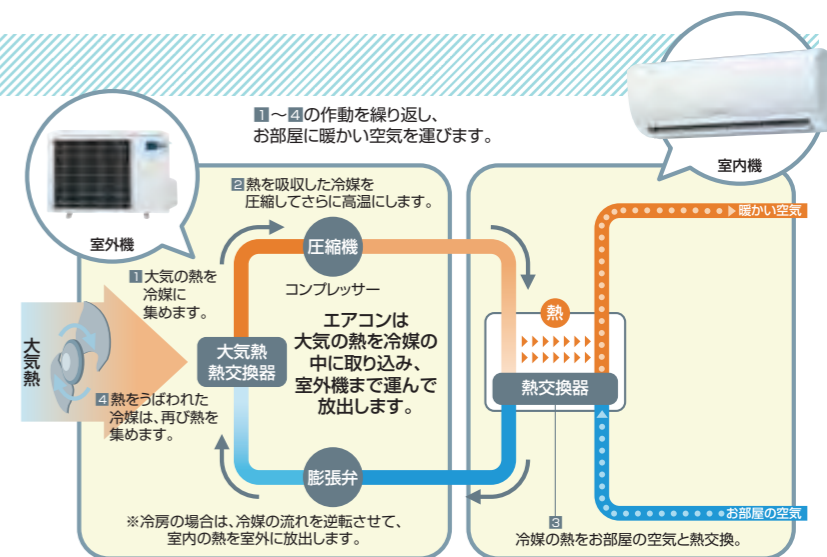 1～4の作動を繰り返し、
お部屋に暖かい空気を運びます。
室内機
室外機
2熱を吸収した冷媒を
圧縮してさらに高温にします。
暖かい空気
圧縮機
コンプレッサー
1大気の熱を
冷媒に
集めます。
熱
エアコンは
大気の熱を冷媒の
中に取り込み、
室外機まで運んで
放出します。
大気熱
大気熱
熱交換器
熱交換器
4熱をうばわれた
冷媒は、再び熱を
集めます。
膨張弁
お部屋の空気
※冷房の場合は、冷媒の流れを逆転させて、
室内の熱を室外に放出します。
3
冷媒の熱をお部屋の空気と熱交換。